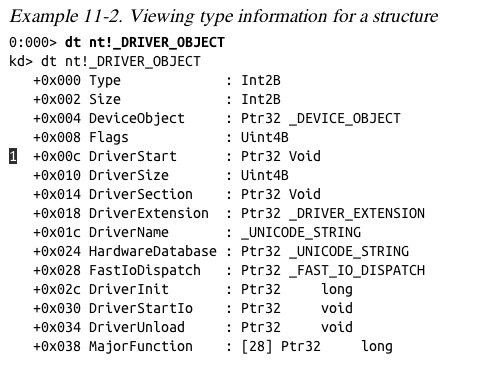 Example 11-2. Viewing type information for a structure
0:000> dt nt!_DRIVER_OBJECT
kd> dt nt!_DRIVER_OBJECT
+0x000 Type : Int2B
+0x002 Size : Int2B
+0x004 DeviceObject : Ptr32 _DEVICE_OBJECT
+0x008 Flags : Uint4B
1 +0x00c DriverStart : Ptr32 Void
+0x010 DriverSize : Uint4B
+0x014 DriverSection : Ptr32 Void
+0x018 DriverExtension : Ptr32 _DRIVER_EXTENSION
+0x01c DriverName : _UNICODE_STRING
+0x024 HardwareDatabase : Ptr32 _UNICODE_STRING
+0x028 FastIoDispatch : Ptr32 _FAST_IO_DISPATCH
+0x02c DriverInit : Ptr32 long
+0x030 DriverStartIo : Ptr32 void
+0x034 DriverUnload : Ptr32 void
+0x038 MajorFunction : [28] Ptr32 long